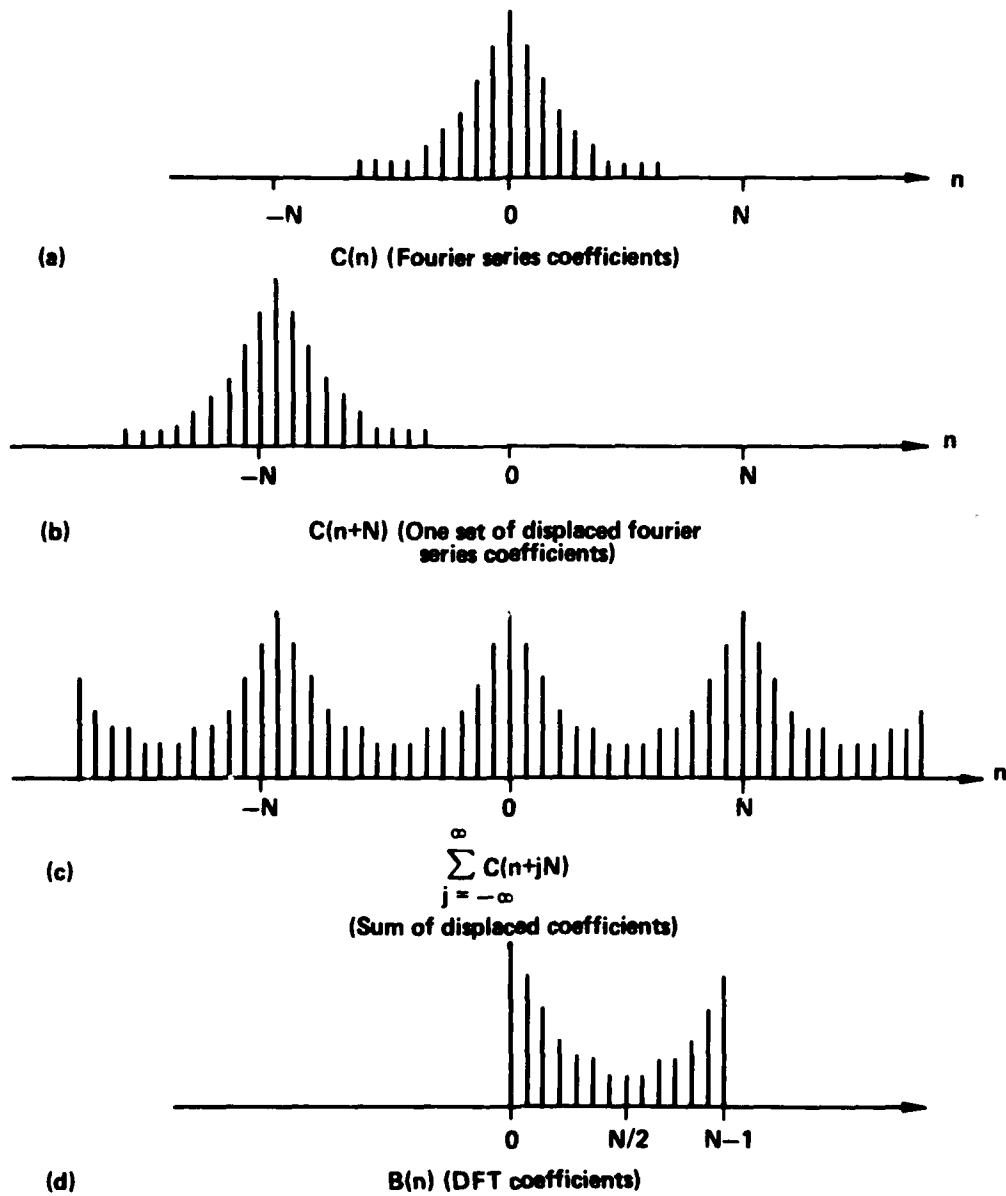 n
−N 0 N
(a) C(n) (Fourier series coefficients)
n
−N 0 N
(b) C(n+N) (One set of displaced fourier
series coefficients)
n
−N 0 N
(c)
∞
∑ C(n+jN)
j = −∞
(Sum of displaced coefficients)
0 N/2 N−1
(d) B(n) (DFT coefficients)